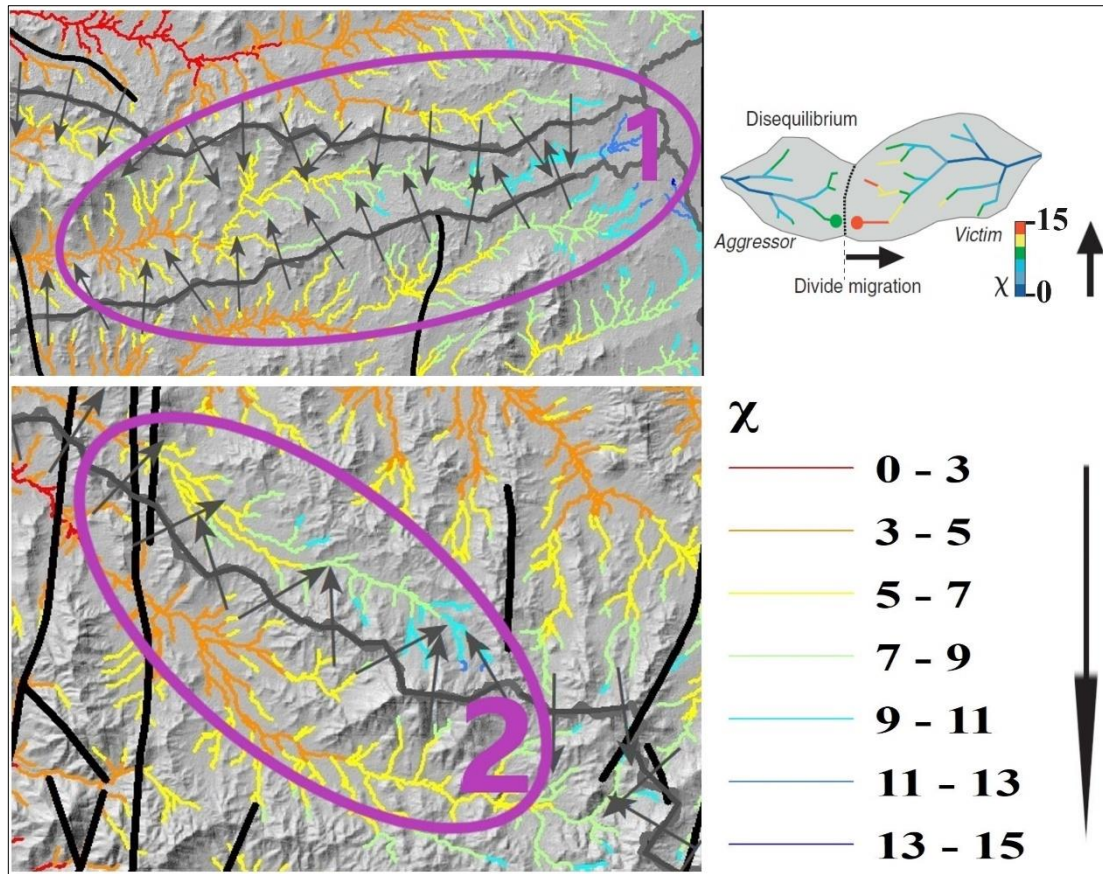 1
Disequilibrium
Aggressor
Victim
Divide migration
χ
15
0
2
χ
0 - 3
3 - 5
5 - 7
7 - 9
9 - 11
11 - 13
13 - 15